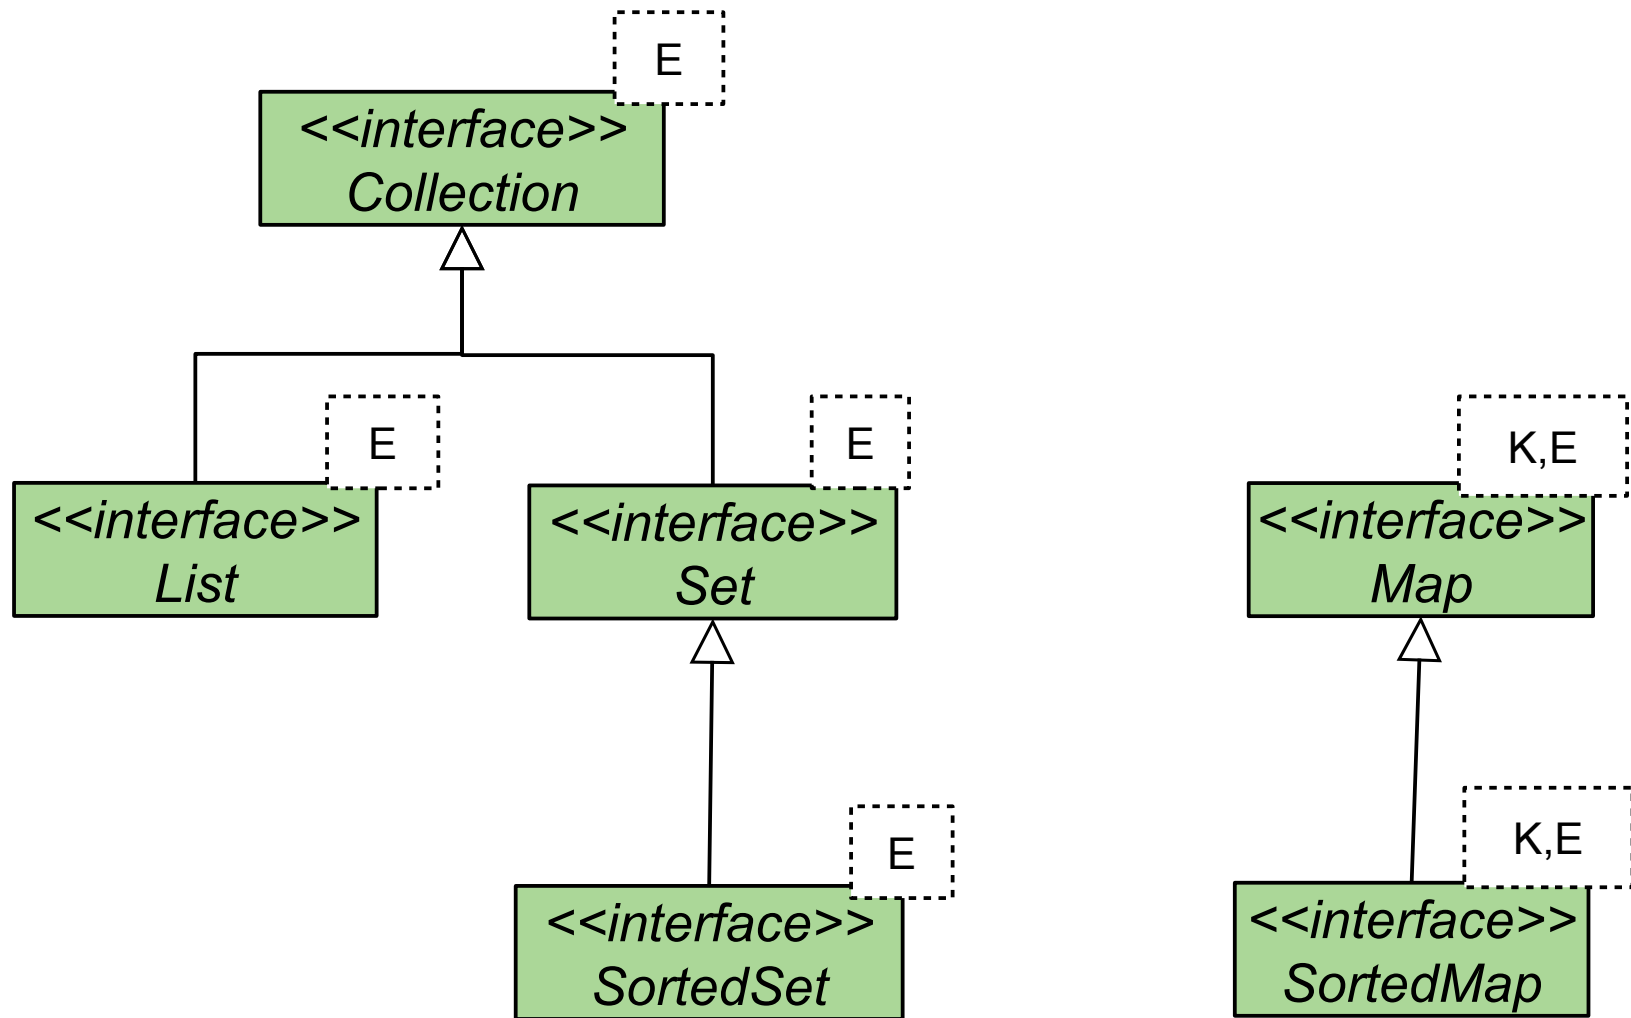 E
<<interface>>
Collection
E
<<interface>>
List
E
<<interface>>
Set
K,E
<<interface>>
Map
E
<<interface>>
SortedSet
K,E
<<interface>>
SortedMap